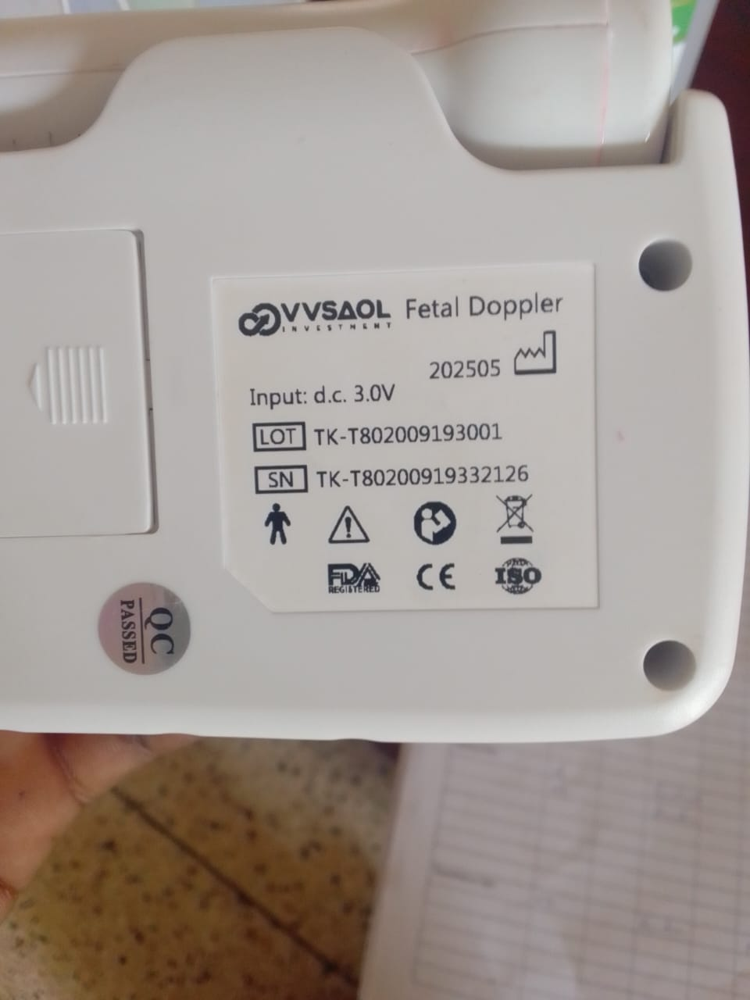 VVSAOL Fetal Doppler
INVESTMENT
202505
Input: d.c. 3.0V
LOT TK-T802009193001
SN TK-T80200919332126
FDA CE ISO
REGISTERED
QC
PASSED